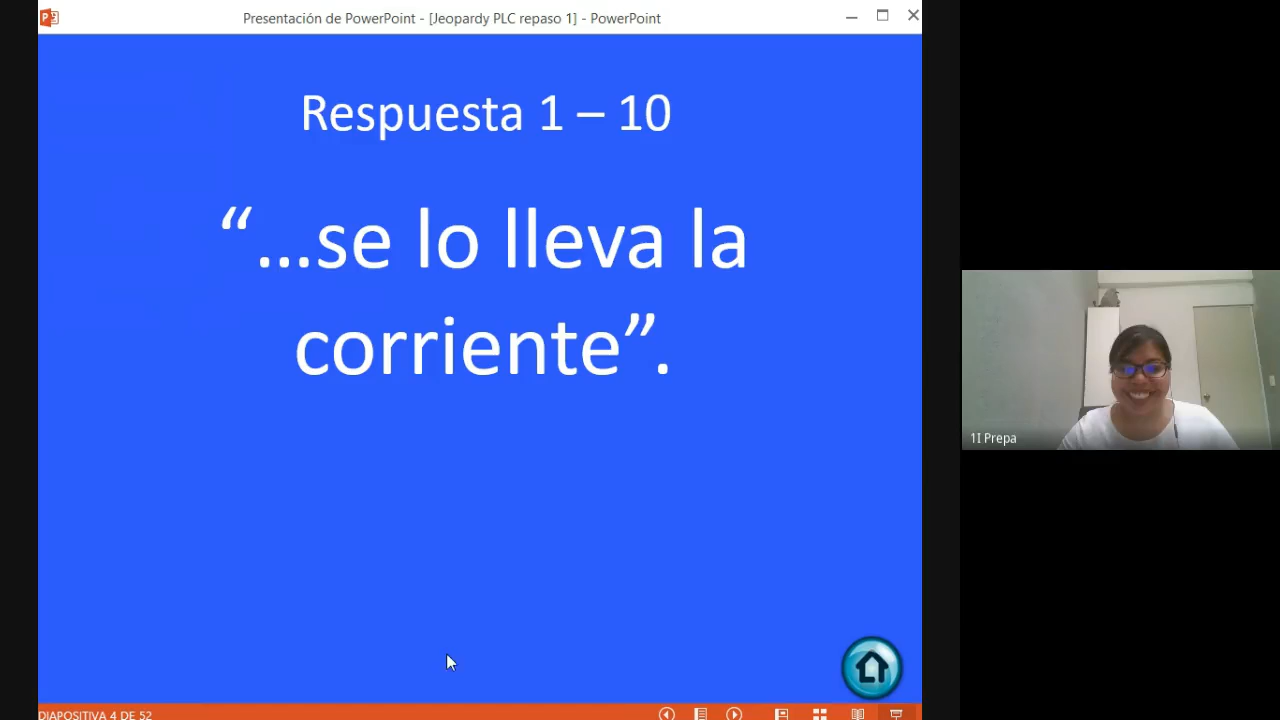 Presentación de PowerPoint - [Jeopardy PLC repaso 1] - PowerPoint
Respuesta 1 – 10
“…se lo lleva la
corriente”.
1I Prepa
DIAPOSITIVA 4 DE 52